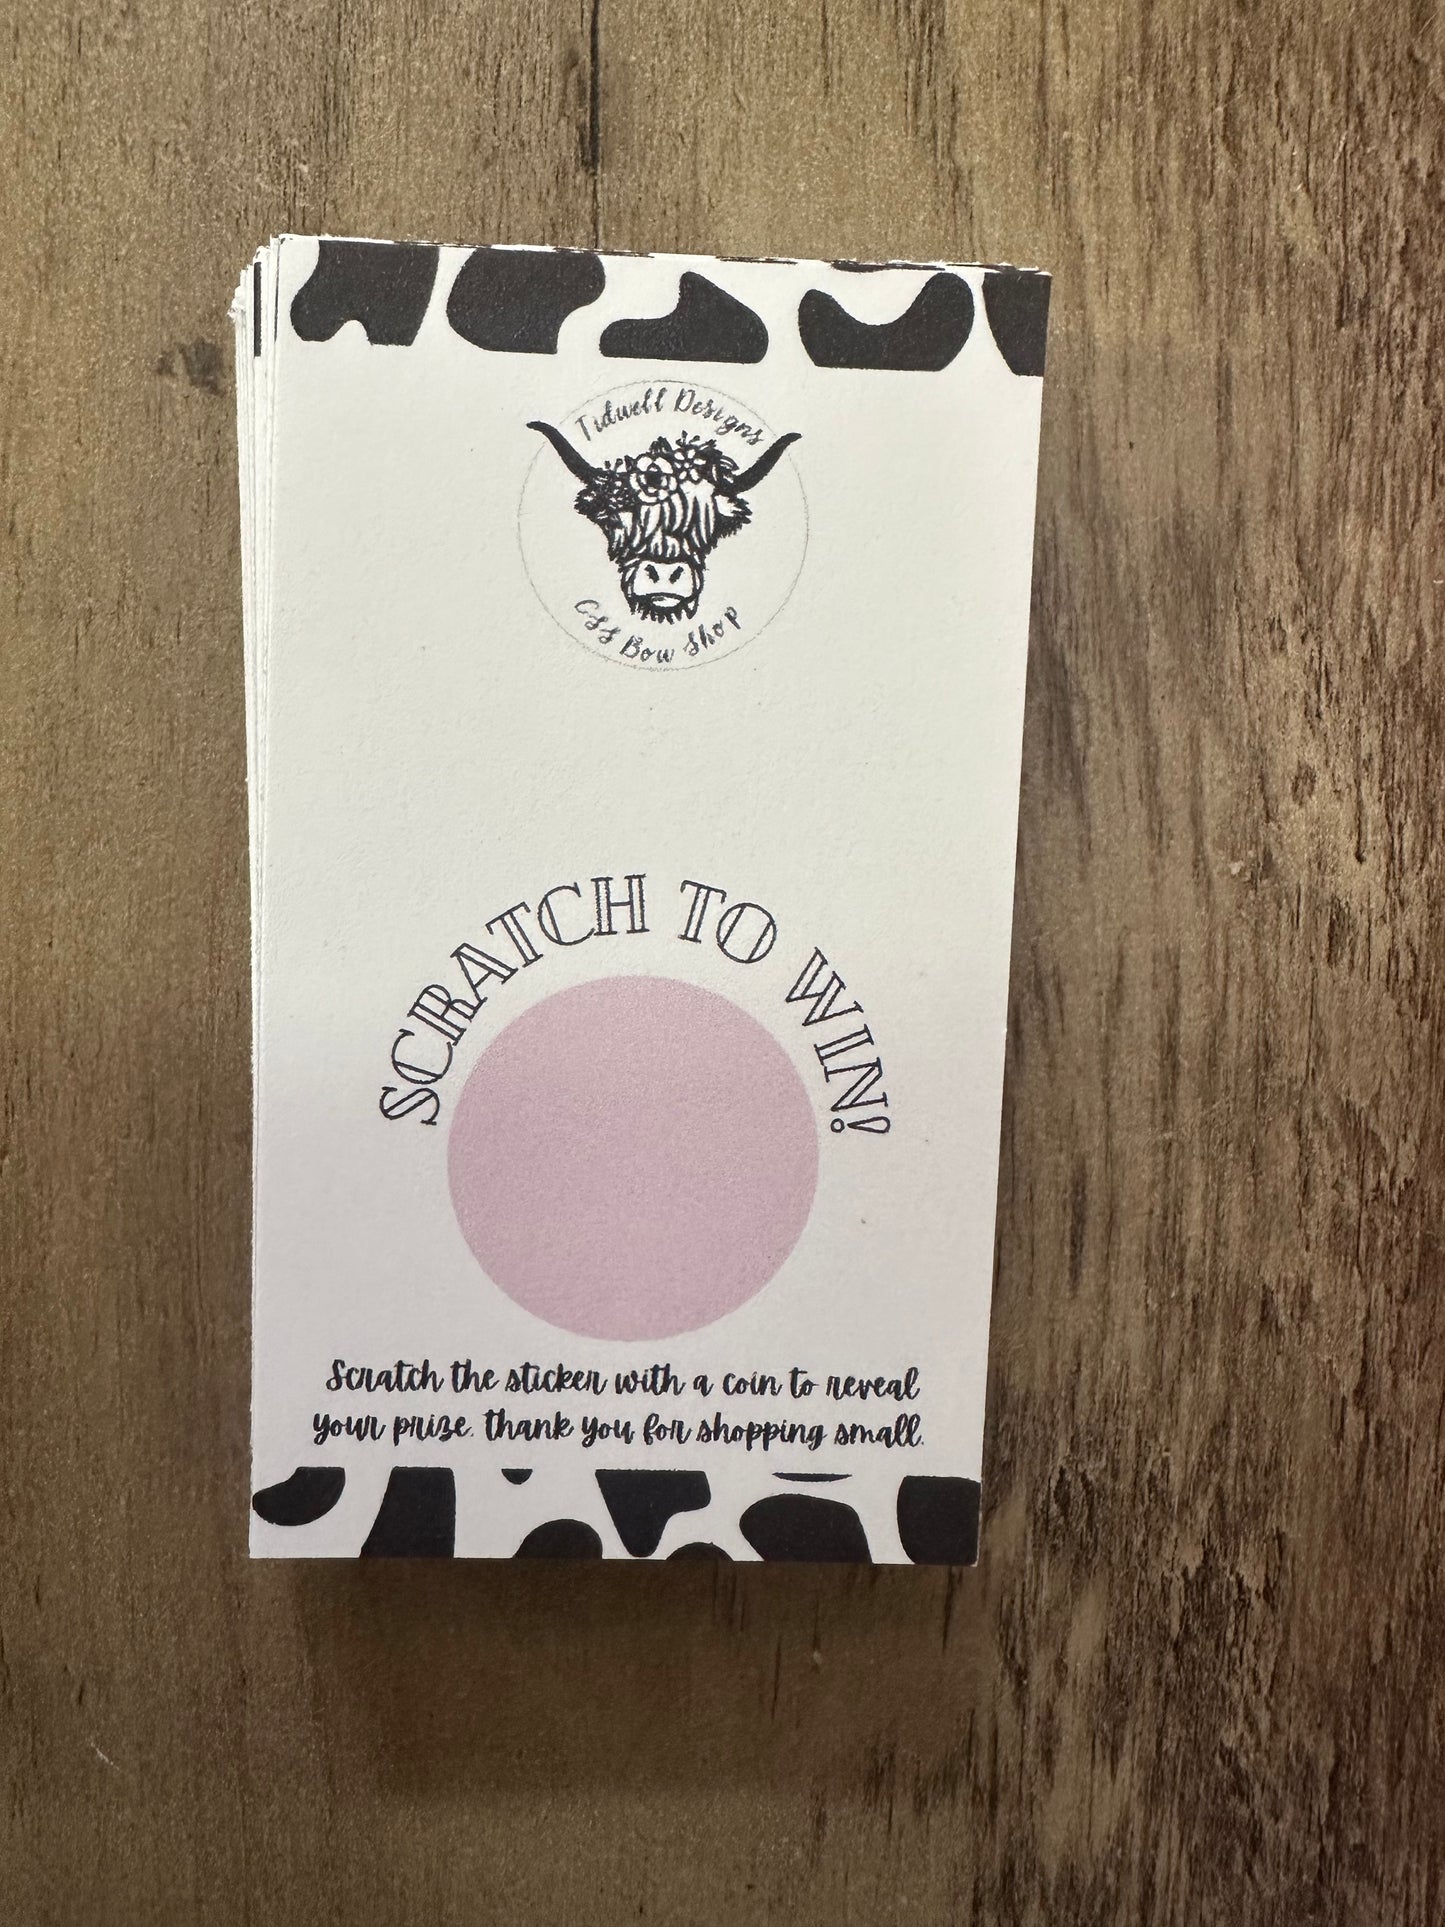 Tidwell Designs
GSS Bow Shop
SCRATCH TO WIN!
Scratch the sticker with a coin to reveal
your prize. thank you for shopping small.